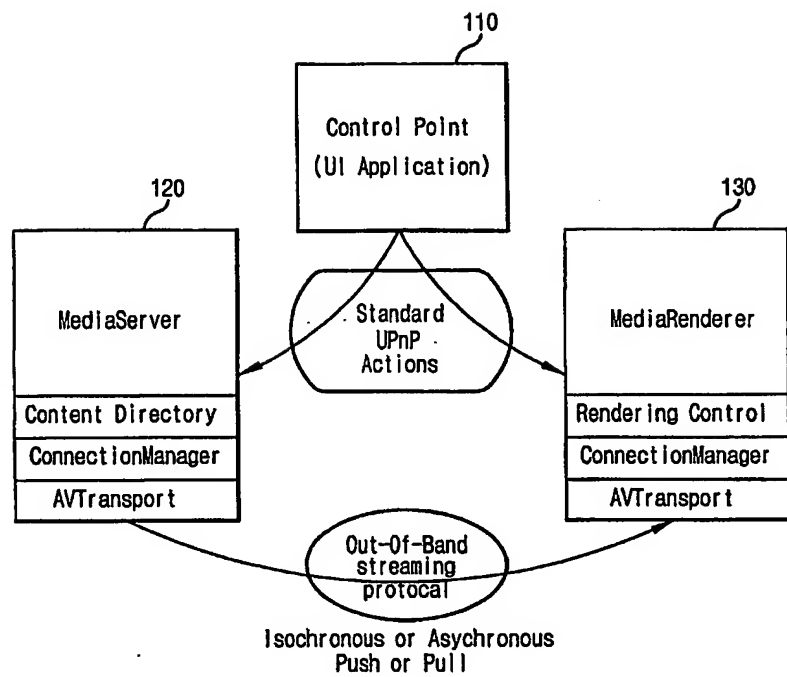 110
Control Point
(UI Application)
120
130
MediaServer
Standard
UPnP
Actions
MediaRenderer
Content Directory
ConnectionManager
AVTransport
Rendering Control
ConnectionManager
AVTransport
Out-Of-Band
streaming
protocal
Isochronous or Asychronous
Push or Pull